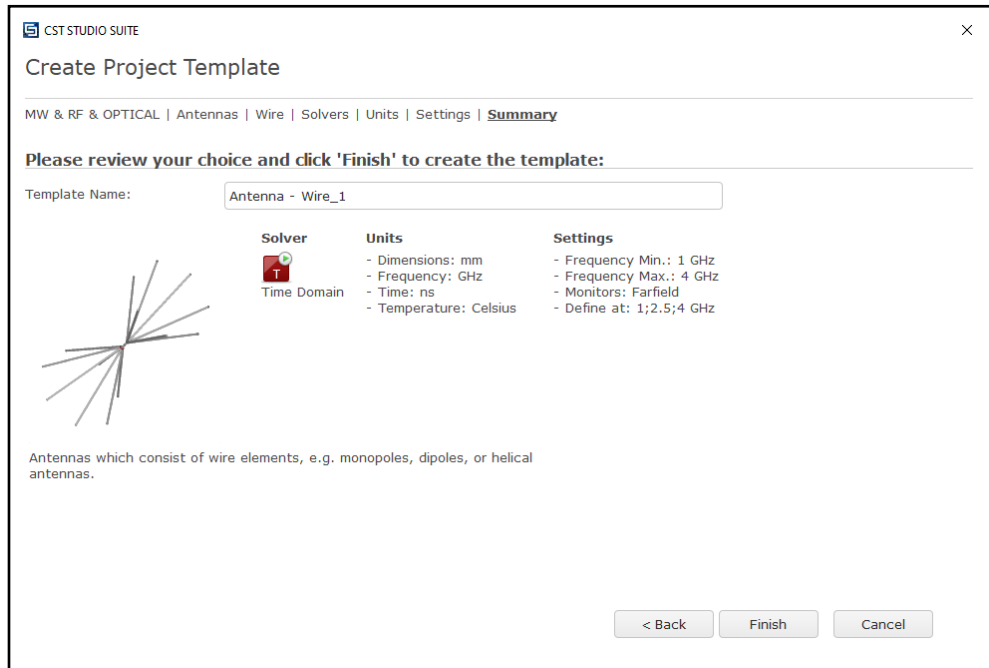 CST STUDIO SUITE
Create Project Template
MW & RF & OPTICAL | Antennas | Wire | Solvers | Units | Settings | Summary
Please review your choice and click 'Finish' to create the template:
Template Name:
Antenna - Wire_1
Solver
T
Time Domain
Units
- Dimensions: mm
- Frequency: GHz
- Time: ns
- Temperature: Celsius
Settings
- Frequency Min.: 1 GHz
- Frequency Max.: 4 GHz
- Monitors: Farfield
- Define at: 1;2.5;4 GHz
Antennas which consist of wire elements, e.g. monopoles, dipoles, or helical
antennas.
< Back
Finish
Cancel